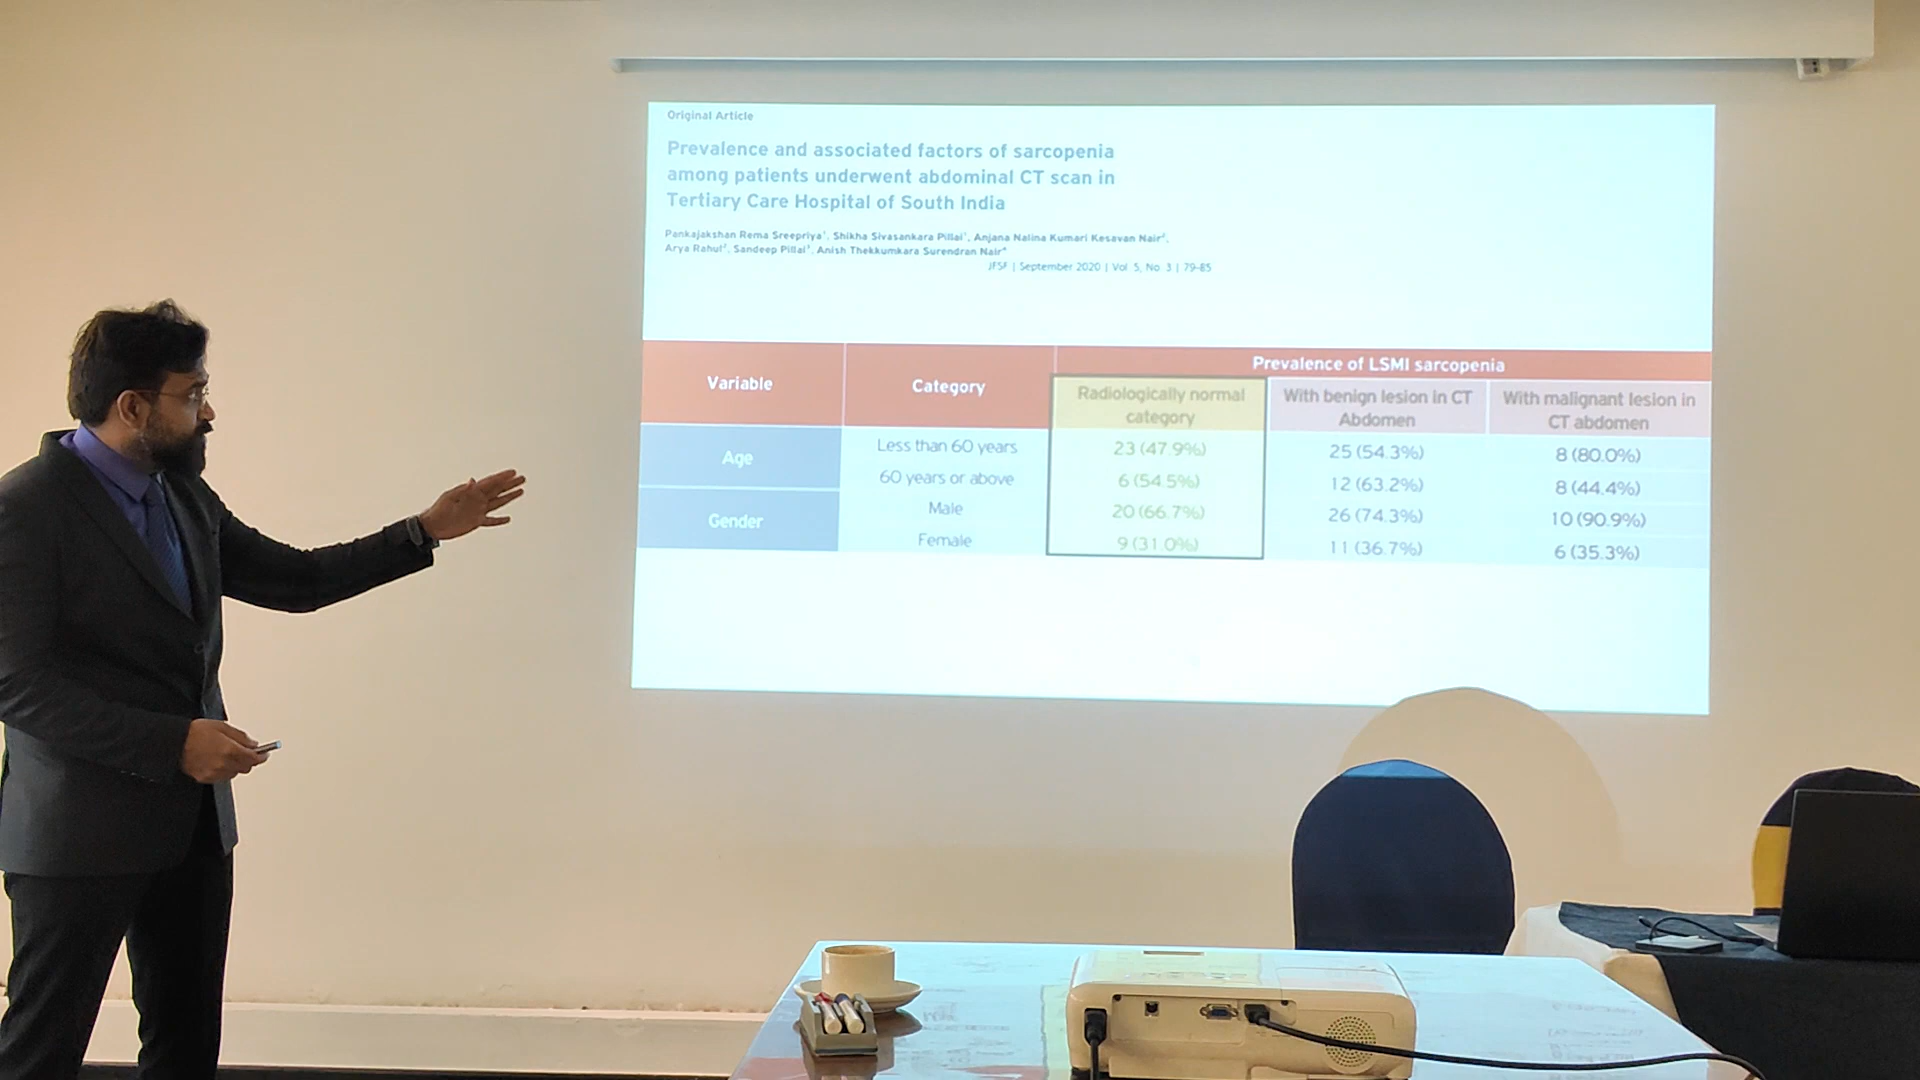 Original Article
Prevalence and associated factors of sarcopenia
among patients underwent abdominal CT scan in
Tertiary Care Hospital of South India
Pankajakshan Rema Sreepriya¹, Shikha Sivasankara Pillai¹, Anjana Nalina Kumari Kesavan Nair²,
Arya Rahul², Sandeep Pillai³, Anish Thekkumkara Surendran Nair⁴
JFSF | September 2020 | Vol. 5, No. 3 | 79-85
Variable Category Prevalence of LSMI sarcopenia
Radiologically normal category With benign lesion in CT Abdomen With malignant lesion in CT abdomen
Age Less than 60 years 23 (47.9%) 25 (54.3%) 8 (80.0%)
60 years or above 6 (54.5%) 12 (63.2%) 8 (44.4%)
Gender Male 20 (66.7%) 26 (74.3%) 10 (90.9%)
Female 9 (31.0%) 11 (36.7%) 6 (35.3%)